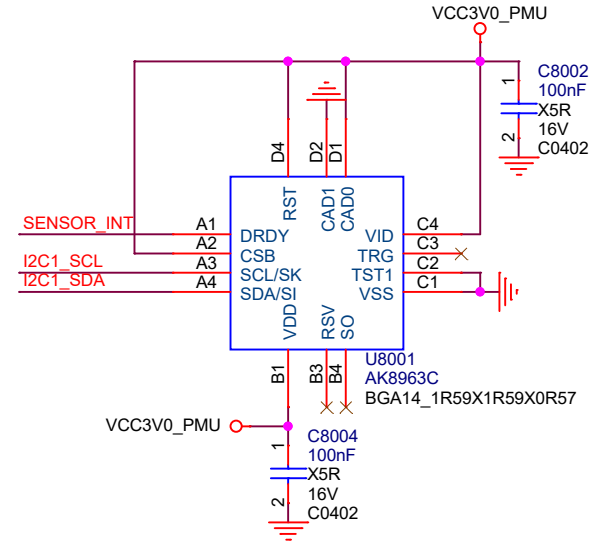 VCC3V0_PMU
C8002
1
100nF
X5R
16V
2
C0402
D4
D2
D1
RST
CAD1
CAD0
SENSOR_INT
A1
DRDY
VID
C4
A2
CSB
TRG
C3
I2C1_SCL
A3
SCL/SK
TST1
C2
I2C1_SDA
A4
SDA/SI
VSS
C1
VDD
RSV
SO
B1
B3
B4
U8001
AK8963C
BGA14_1R59X1R59X0R57
VCC3V0_PMU
C8004
1
100nF
X5R
16V
2
C0402